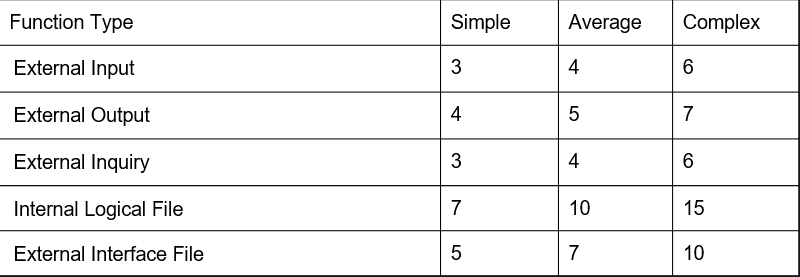 Function Type Simple Average Complex
External Input 3 4 6
External Output 4 5 7
External Inquiry 3 4 6
Internal Logical File 7 10 15
External Interface File 5 7 10